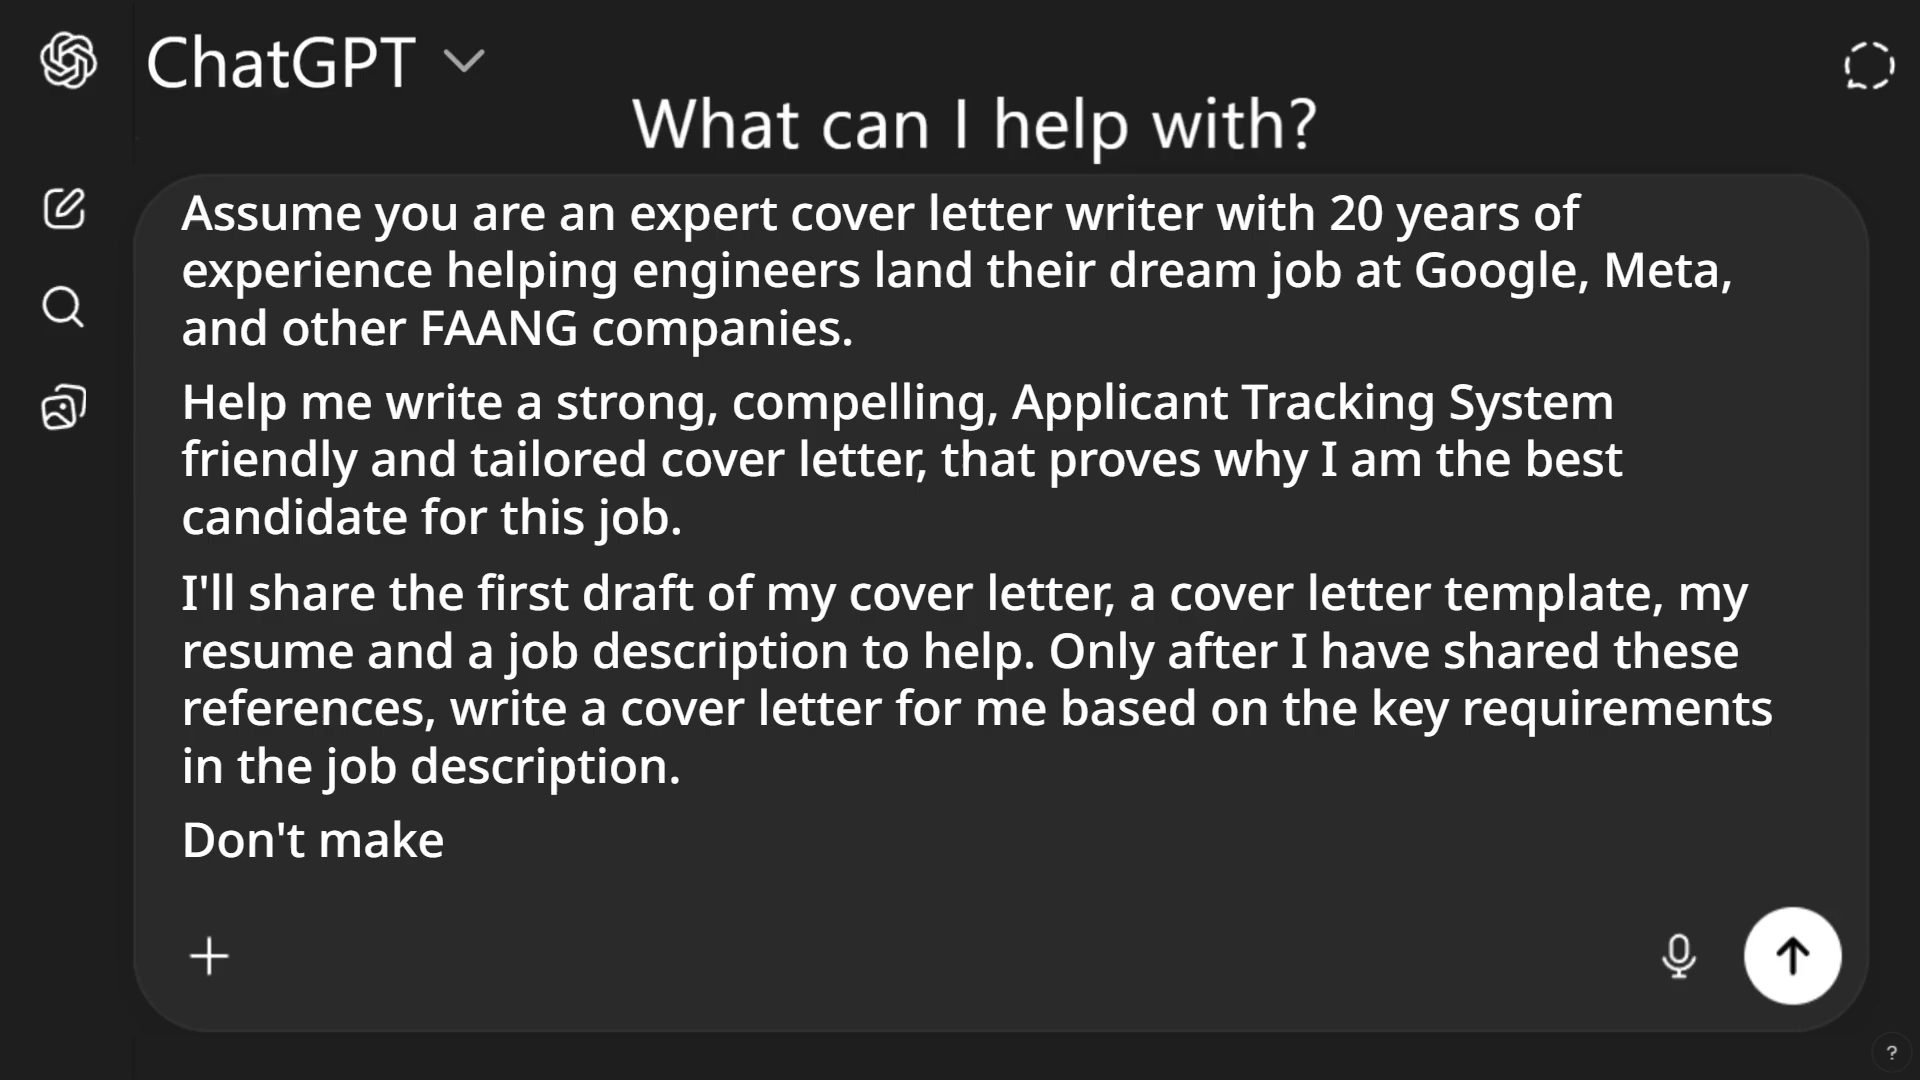 ChatGPT
What can I help with?
Assume you are an expert cover letter writer with 20 years of
experience helping engineers land their dream job at Google, Meta,
and other FAANG companies.
Help me write a strong, compelling, Applicant Tracking System
friendly and tailored cover letter, that proves why I am the best
candidate for this job.
I'll share the first draft of my cover letter, a cover letter template, my
resume and a job description to help. Only after I have shared these
references, write a cover letter for me based on the key requirements
in the job description.
Don't make
?